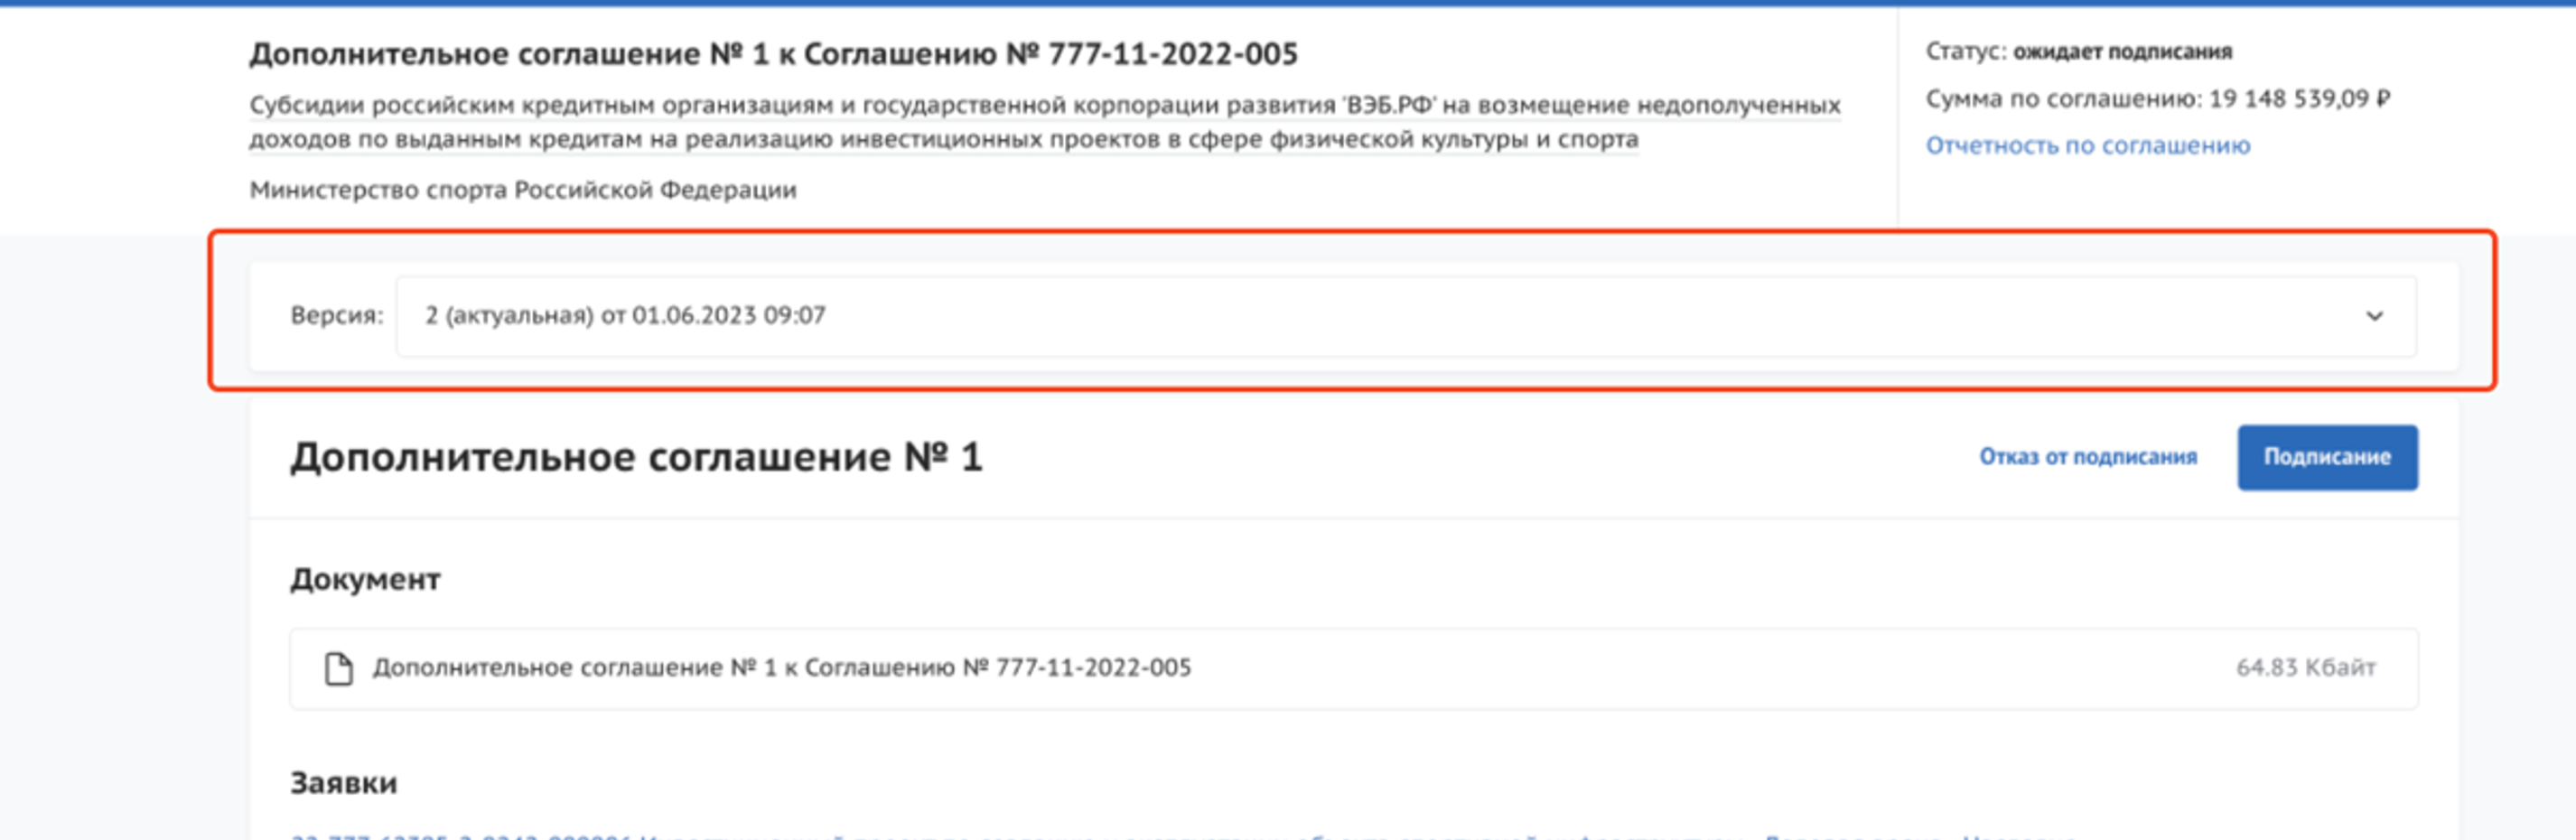 Дополнительное соглашение № 1 к Соглашению № 777-11-2022-005
Субсидии российским кредитным организациям и государственной корпорации развития 'ВЭБ.РФ' на возмещение недополученных
доходов по выданным кредитам на реализацию инвестиционных проектов в сфере физической культуры и спорта
Министерство спорта Российской Федерации
Статус: ожидает подписания
Сумма по соглашению: 19 148 539,09 ₽
Отчетность по соглашению
Версия: 2 (актуальная) от 01.06.2023 09:07
Дополнительное соглашение № 1
Отказ от подписания
Подписание
Документ
Дополнительное соглашение № 1 к Соглашению № 777-11-2022-005
64.83 Кбайт
Заявки